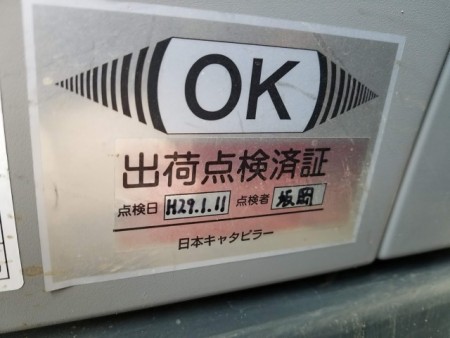 OK
出荷点検済証
点検日 H29.1.11 点検者 坂岡
日本キャタピラー